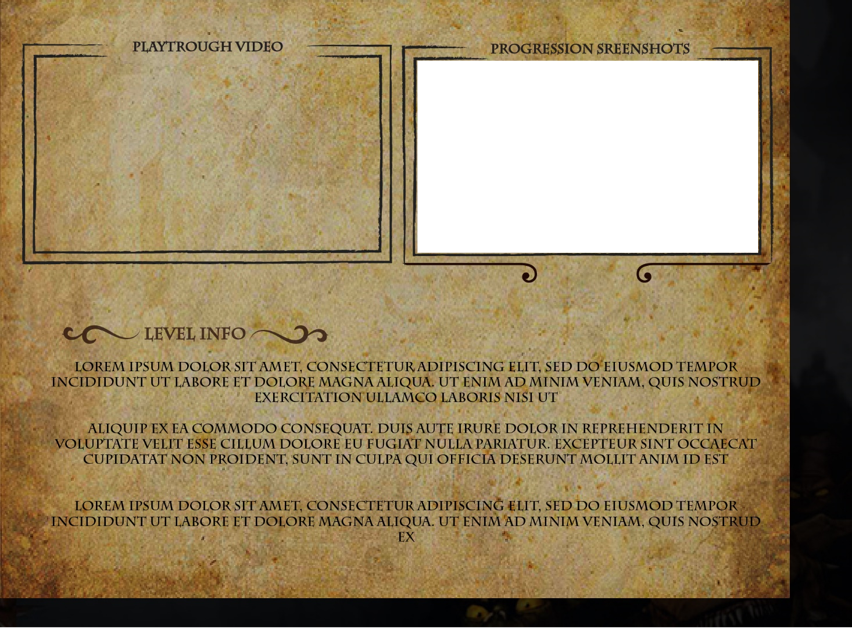 PLAYTROUGH VIDEO
PROGRESSION SREENSHOTS
LEVEL INFO
LOREM IPSUM DOLOR SIT AMET, CONSECTETUR ADIPISCING ELIT, SED DO EIUSMOD TEMPOR
INCIDIDUNT UT LABORE ET DOLORE MAGNA ALIQUA. UT ENIM AD MINIM VENIAM, QUIS NOSTRUD
EXERCITATION ULLAMCO LABORIS NISI UT
ALIQUIP EX EA COMMODO CONSEQUAT. DUIS AUTE IRURE DOLOR IN REPREHENDERIT IN
VOLUPTATE VELIT ESSE CILLUM DOLORE EU FUGIAT NULLA PARIATUR. EXCEPTEUR SINT OCCAECAT
CUPIDATAT NON PROIDENT, SUNT IN CULPA QUI OFFICIA DESERUNT MOLLIT ANIM ID EST
LOREM IPSUM DOLOR SIT AMET, CONSECTETUR ADIPISCING ELIT, SED DO EIUSMOD TEMPOR
INCIDIDUNT UT LABORE ET DOLORE MAGNA ALIQUA. UT ENIM AD MINIM VENIAM, QUIS NOSTRUD
EX